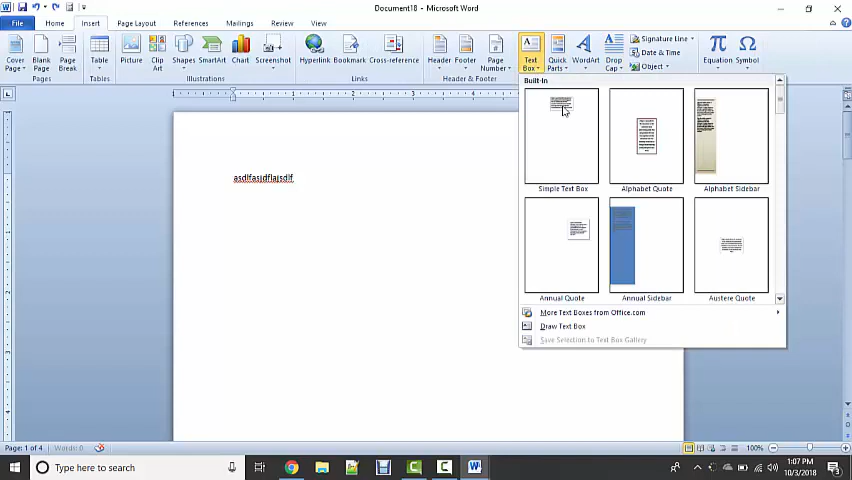 Document18 - Microsoft Word
File Home Insert Page Layout References Mailings Review View
Cover Page Blank Page Page Break
Pages
Table
Tables
Picture Clip Art Shapes SmartArt Chart Screenshot
Illustrations
Hyperlink Bookmark Cross-reference
Links
Header Footer Page Number
Header & Footer
Text Box Quick Parts WordArt Drop Cap
Signature Line
Date & Time
Object
Equation Symbol
Symbols
Built-in
Simple Text Box Alphabet Quote Alphabet Sidebar
Annual Quote Annual Sidebar Austere Quote
More Text Boxes from Office.com
Draw Text Box
Save Selection to Text Box Gallery
Page: 1 of 4 Words: 0 100%
Type here to search
1:07 PM
10/3/2018